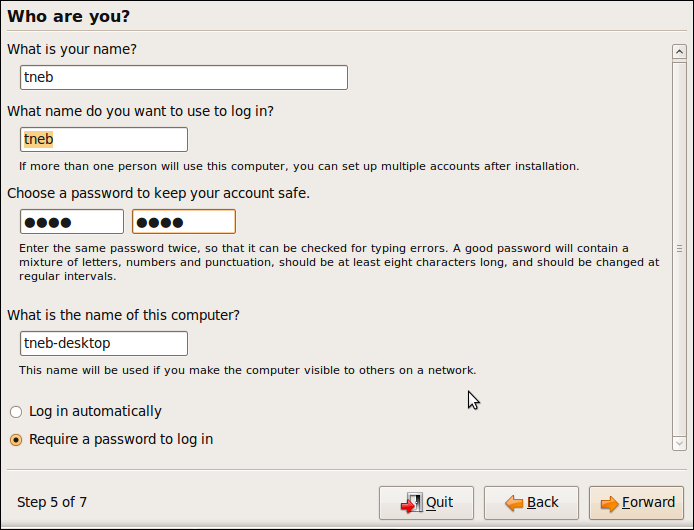 Who are you?
What is your name?
tneb
What name do you want to use to log in?
tneb
If more than one person will use this computer, you can set up multiple accounts after installation.
Choose a password to keep your account safe.
●●●● ●●●●
Enter the same password twice, so that it can be checked for typing errors. A good password will contain a
mixture of letters, numbers and punctuation, should be at least eight characters long, and should be changed at
regular intervals.
What is the name of this computer?
tneb-desktop
This name will be used if you make the computer visible to others on a network.
Log in automatically
Require a password to log in
Step 5 of 7 Quit Back Forward